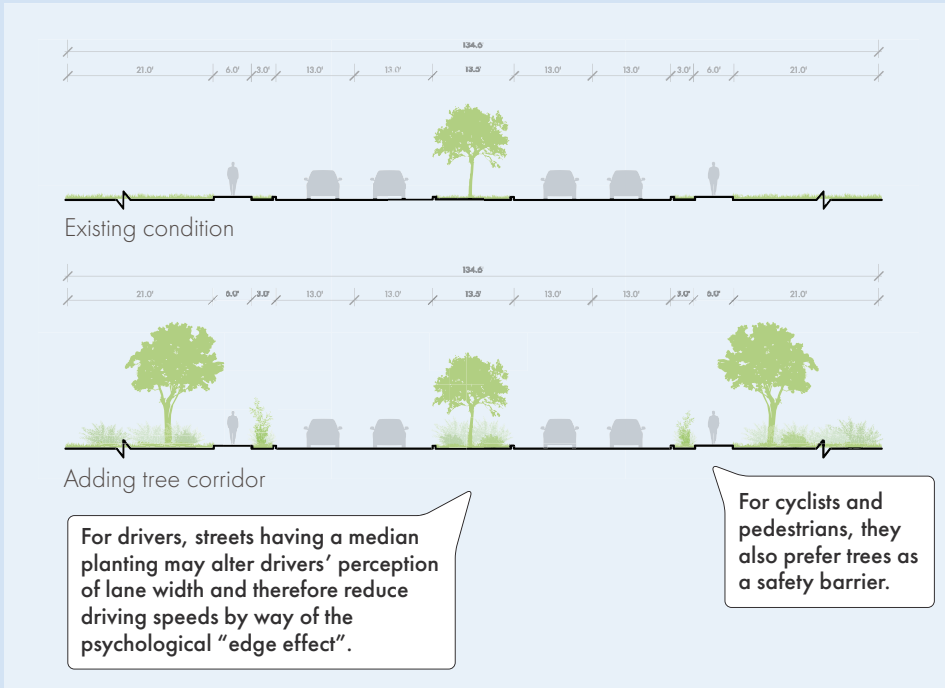 134.6'
21.0' 6.0' 3.0' 13.0' 13.0' 13.5' 13.0' 13.0' 3.0' 6.0' 21.0'
Existing condition
134.6'
21.0' 6.0' 3.0' 13.0' 13.0' 13.5' 13.0' 13.0' 3.0' 6.0' 21.0'
Adding tree corridor
For drivers, streets having a median
planting may alter drivers’ perception
of lane width and therefore reduce
driving speeds by way of the
psychological “edge effect”.
For cyclists and
pedestrians, they
also prefer trees as
a safety barrier.